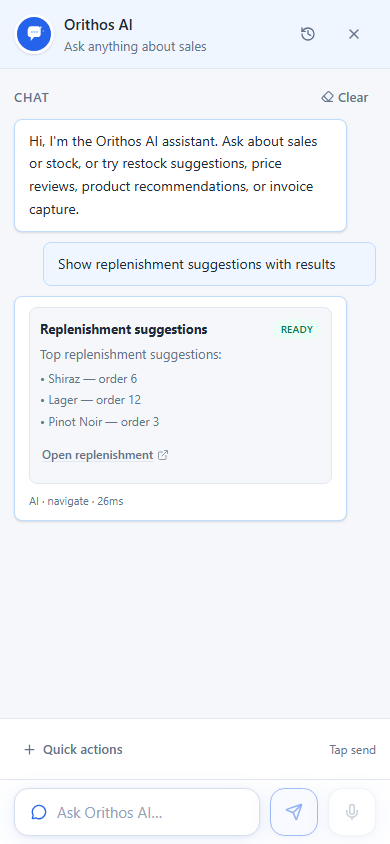 Orithos AI
Ask anything about sales
CHAT
Clear
Hi, I'm the Orithos AI assistant. Ask about sales
or stock, or try restock suggestions, price
reviews, product recommendations, or invoice
capture.
Show replenishment suggestions with results
Replenishment suggestions
READY
Top replenishment suggestions:
• Shiraz — order 6
• Lager — order 12
• Pinot Noir — order 3
Open replenishment
AI · navigate · 26ms
Quick actions
Tap send
Ask Orithos AI...